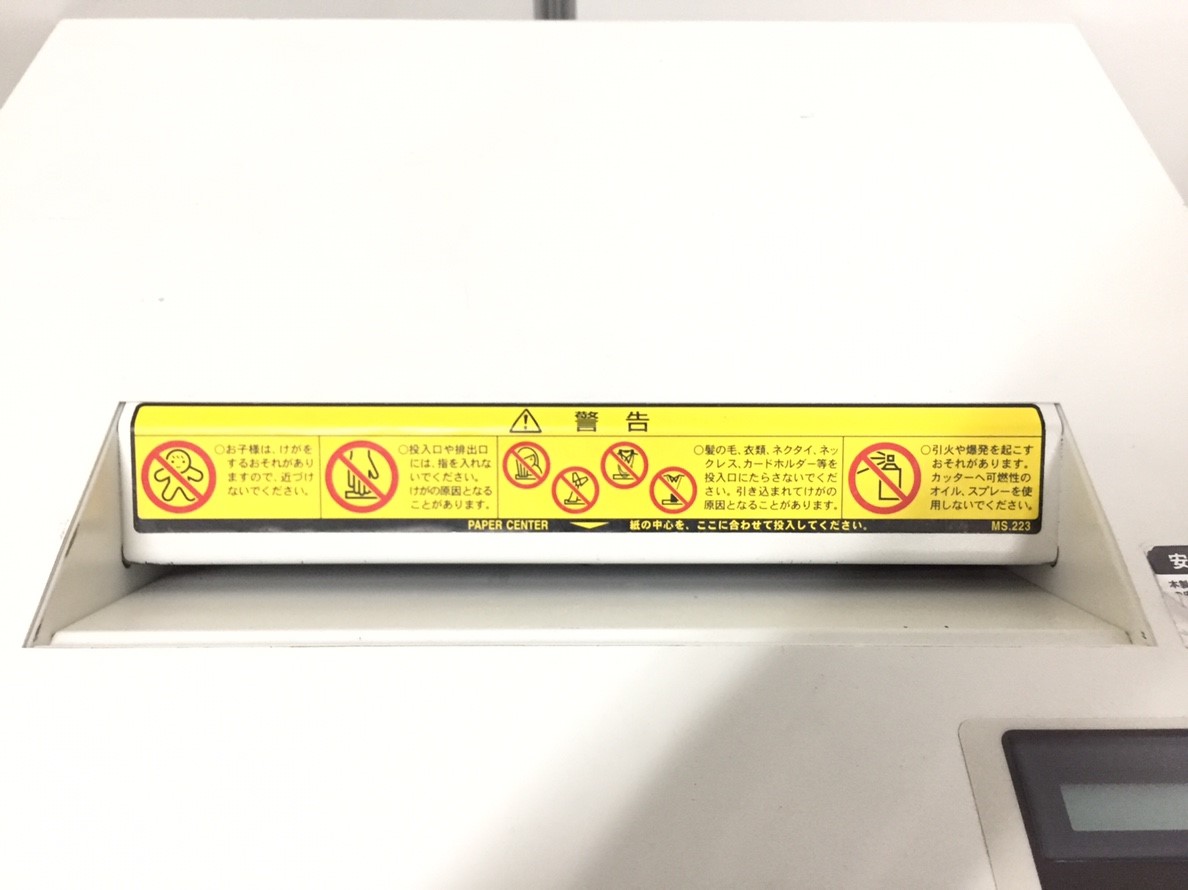 警告
○お子様は、けがを
するおそれがあり
ますので、近づけ
ないでください。
○投入口や排出口
には、指を入れな
いでください。
けがの原因となる
ことがあります。
○髪の毛、衣類、ネクタイ、ネッ
クレス、カードホルダー等を
投入口にたらさないでくだ
さい。引き込まれてけがの
原因となることがあります。
○引火や爆発を起こす
おそれがあります。
カッターへ可燃性の
オイル、スプレーを使
用しないでください。
PAPER CENTER 紙の中心を、ここに合わせて投入してください。 MS.223
安